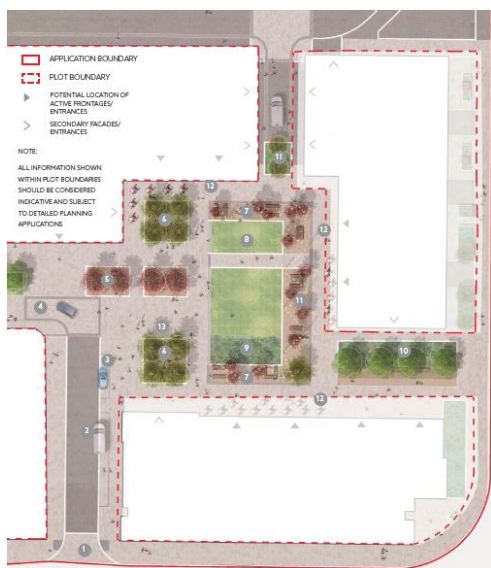 APPLICATION BOUNDARY
PLOT BOUNDARY
POTENTIAL LOCATION OF
ACTIVE FRONTAGES/
ENTRANCES
SECONDARY FACADES/
ENTRANCES
NOTE:
ALL INFORMATION SHOWN
WITHIN PLOT BOUNDARIES
SHOULD BE CONSIDERED
INDICATIVE AND SUBJECT
TO DETAILED PLANNING
APPLICATIONS
11
12
6
7
12
8
5
11
4
13
3
6
9
10
7
12
2
1